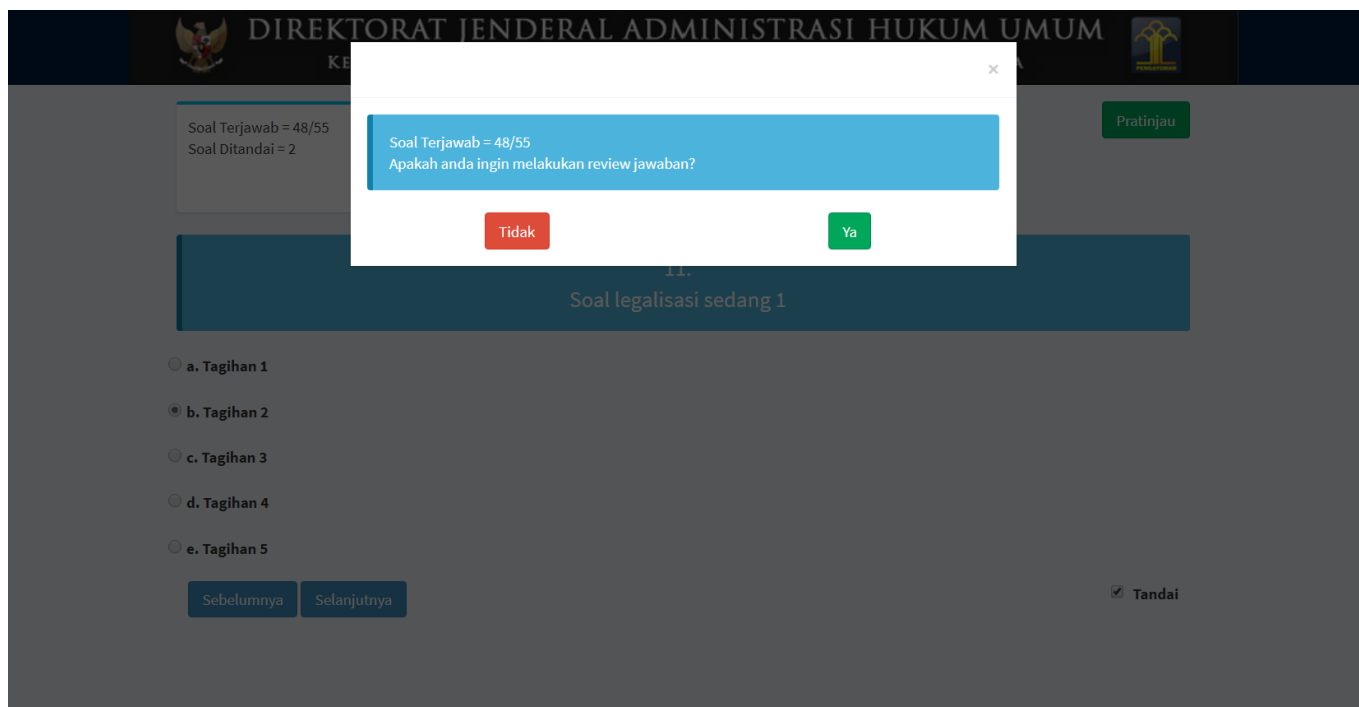 DIREKTORAT JENDERAL ADMINISTRASI HUKUM UMUM
KE
PENGAYOMAN
×
Soal Terjawab = 48/55
Soal Ditandai = 2
Pratinjau
Soal Terjawab = 48/55
Apakah anda ingin melakukan review jawaban?
Tidak
Ya
11.
Soal legalisasi sedang 1
a. Tagihan 1
b. Tagihan 2
c. Tagihan 3
d. Tagihan 4
e. Tagihan 5
Sebelumnya
Selanjutnya
Tandai